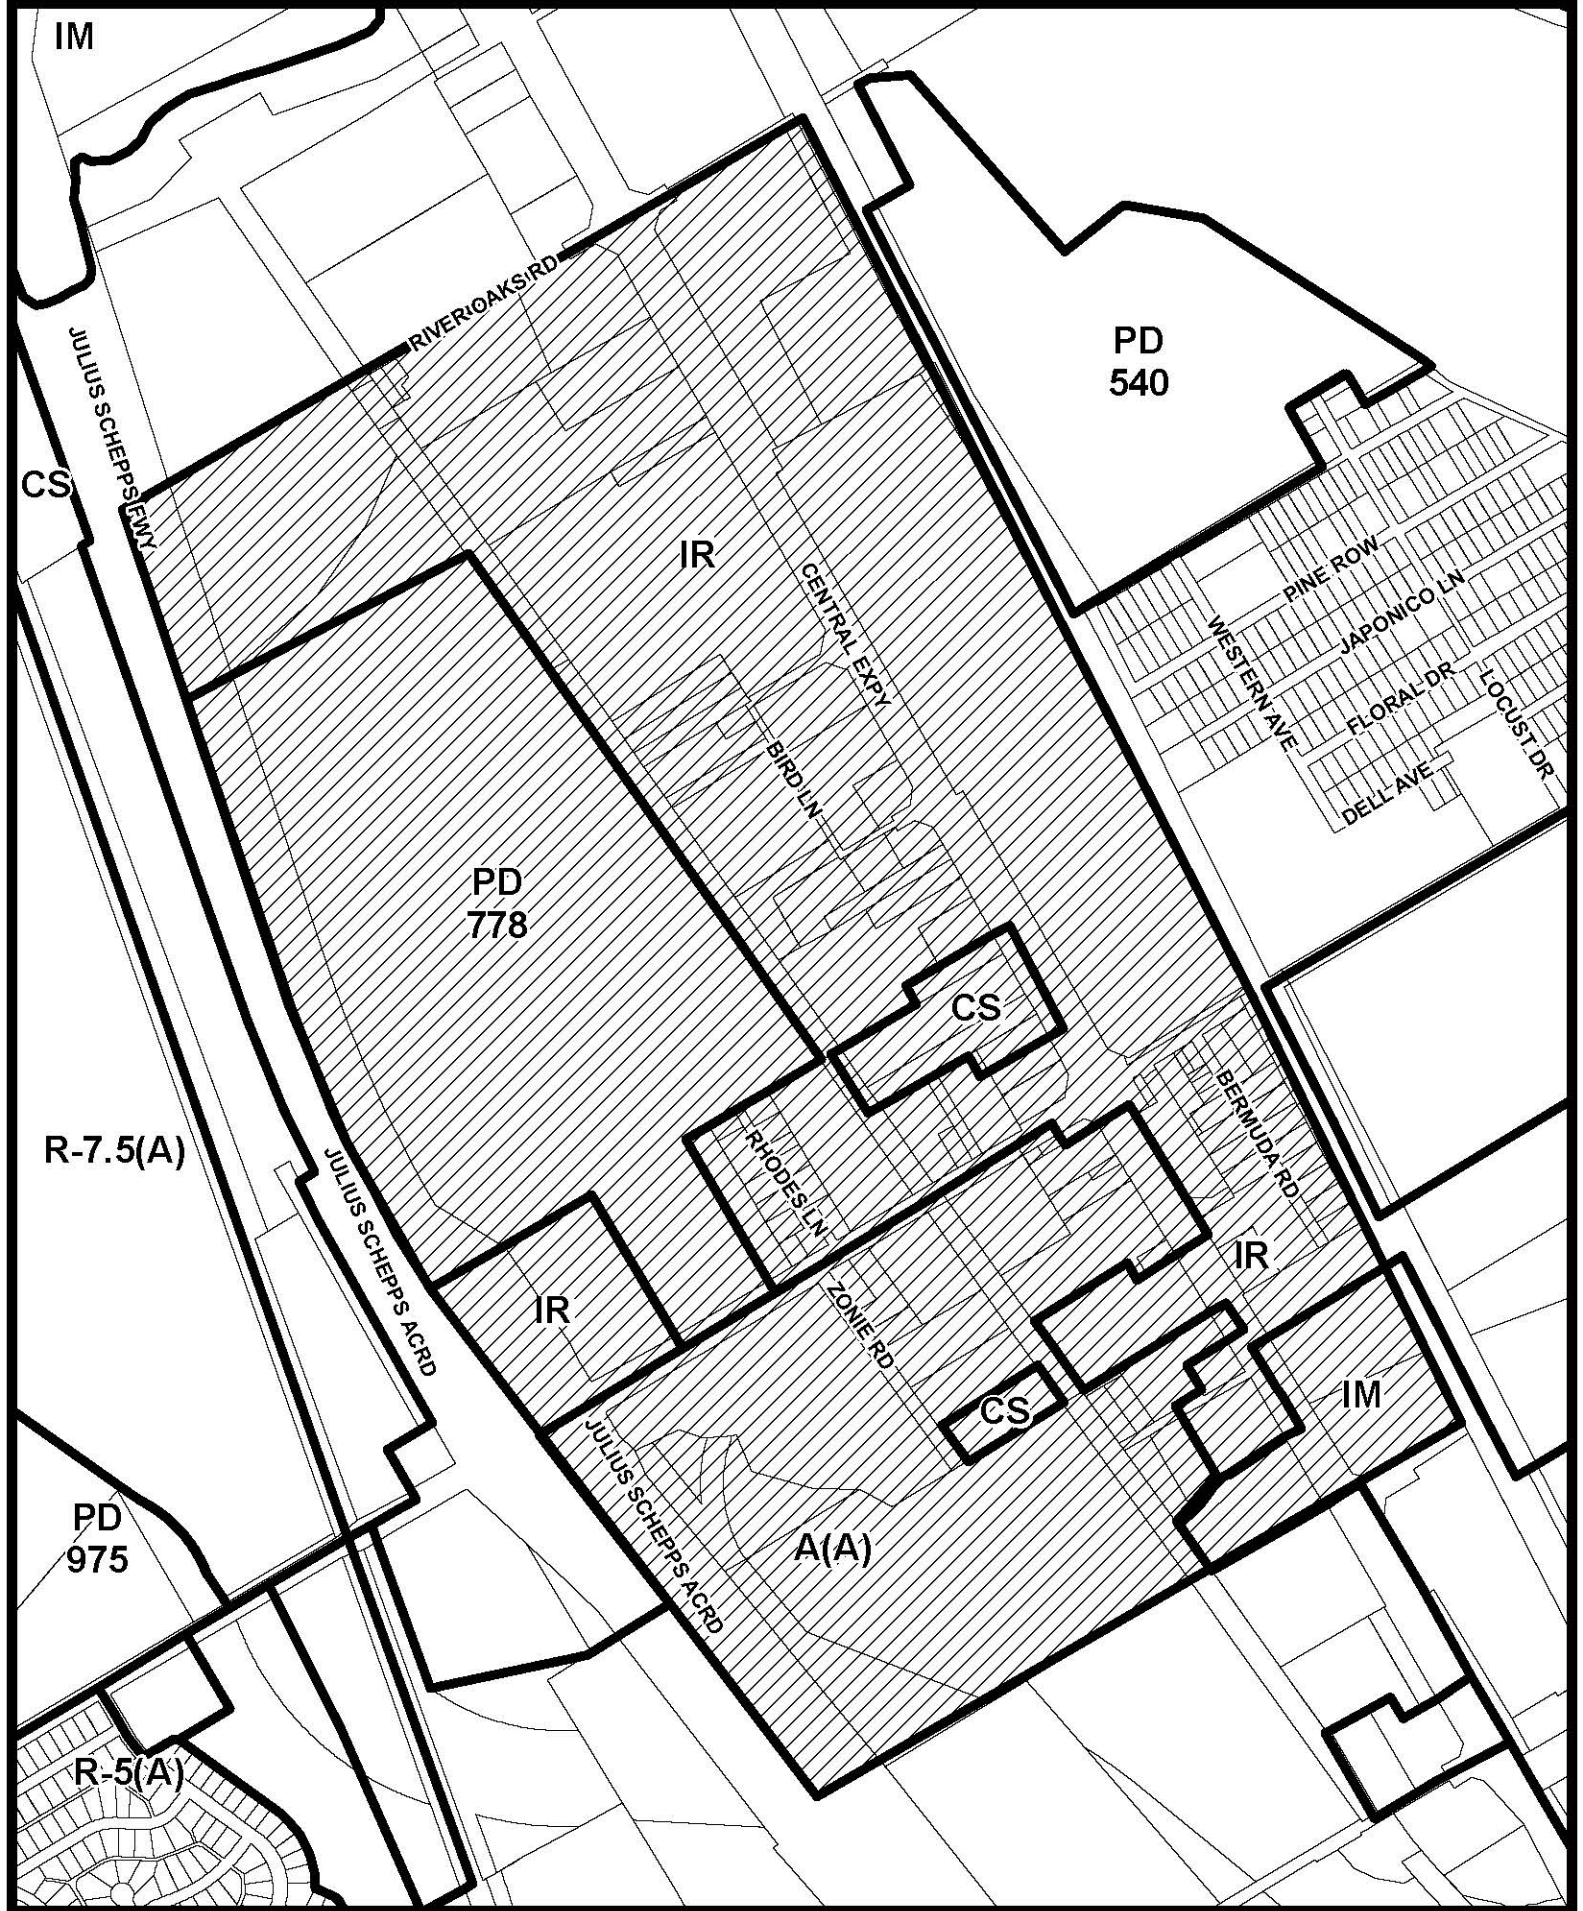 IM
RIVER OAKS RD
JULIUS SCHEPPS FWY
PD
540
CS
IR
PINE ROW
JAPONICO LN
CENTRAL EXPY
WESTERN AVE
FLORAL DR
LOCUST DR
BIRD LN
DELL AVE
PD
778
CS
BERMUDA RD
R-7.5(A)
RHODES LN
JULIUS SCHEPPS ACRD
IR
IR
ZONIE RD
IM
CS
JULIUS SCHEPPS ACRD
PD
975
A(A)
R-5(A)